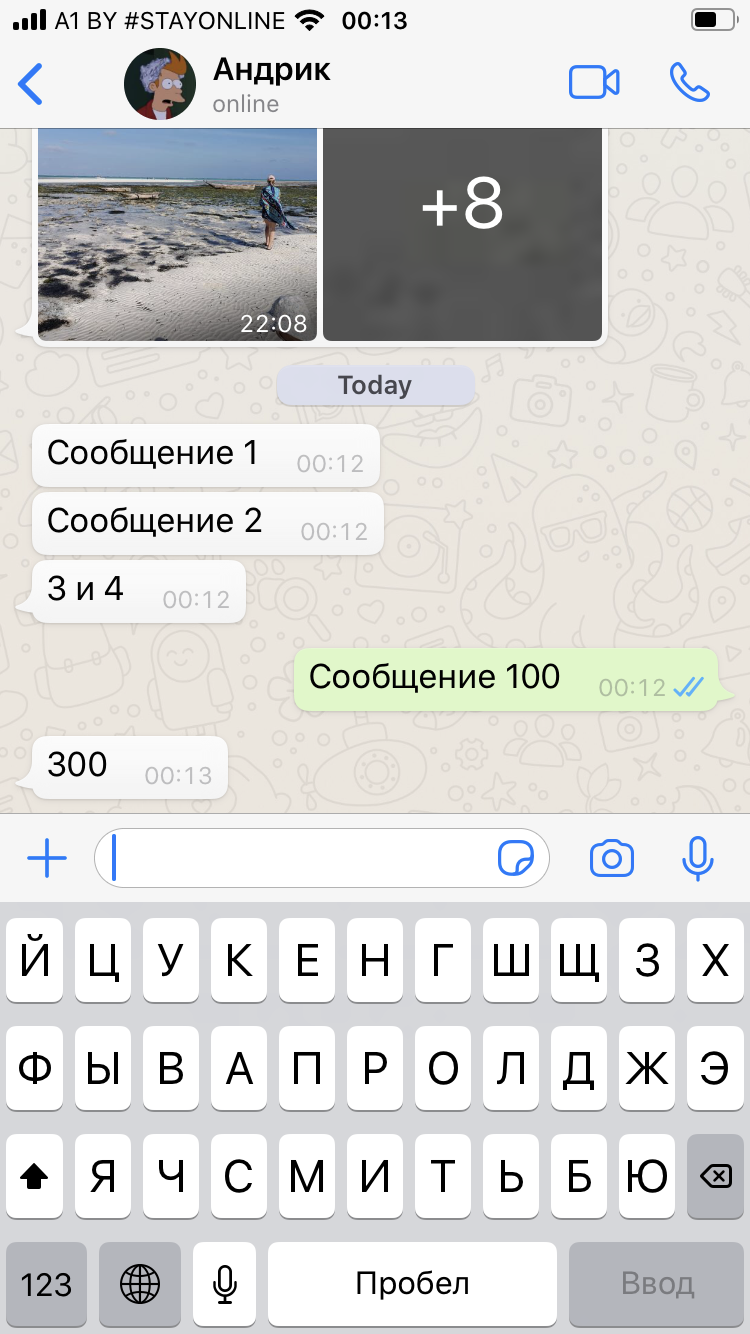 A1 BY #STAYONLINE 00:13
Андрик
online
+8
22:08
Today
Сообщение 1 00:12
Сообщение 2 00:12
3 и 4 00:12
Сообщение 100 00:12
300 00:13
Й Ц У К Е Н Г Ш Щ З Х
Ф Ы В А П Р О Л Д Ж Э
Я Ч С М И Т Ь Б Ю
123 Пробел Ввод